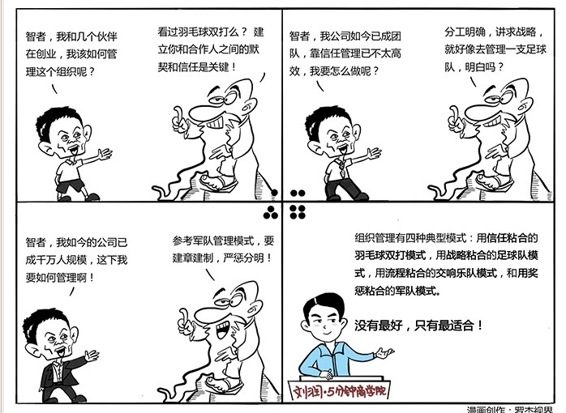 智者，我和几个伙伴
在创业，我该如何管
理这个组织呢？
看过羽毛球双打么？ 建
立你和合作人之间的默
契和信任是关键！
智者，我公司如今已成团
队，靠信任管理已不太高
效，我要怎么做呢？
分工明确，讲求战略，
就好像去管理一支足球
队，明白吗？
智者，我如今的公司已
成千万人规模，这下我
要如何管理啊！
参考军队管理模式，要
建章建制，严惩分明！
组织管理有四种典型模式：用信任粘合的
羽毛球双打模式，用战略粘合的足球队模
式，用流程粘合的交响乐队模式，和用奖
惩粘合的军队模式。
没有最好，只有最适合！
刘润·5分钟商学院
漫画创作：罗杰视界